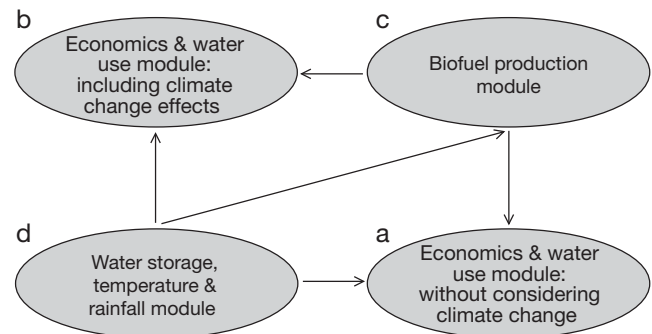 b
Economics & water
use module:
including climate
change effects
c
Biofuel production
module
d
Water storage,
temperature &
rainfall module
a
Economics & water
use module:
without considering
climate change